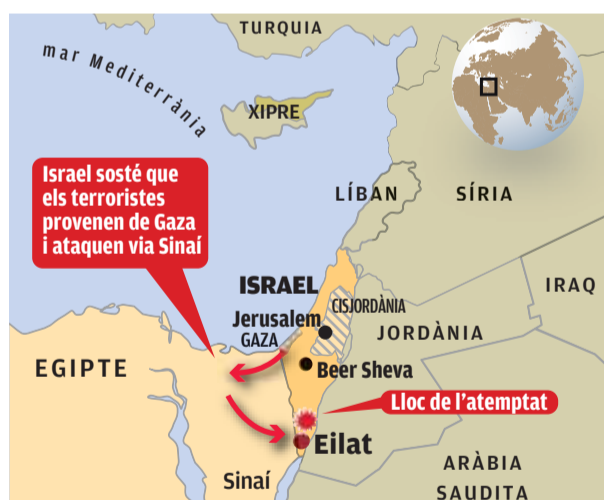 TURQUIA
mar Mediterrània
XIPRE
Israel sosté que
els terroristes
provenen de Gaza
i ataquen via Sinaí
LÍBAN
SÍRIA
ISRAEL
IRAQ
CISJORDÀNIA
Jerusalem
GAZA
JORDÀNIA
EGIPTE
Beer Sheva
Lloc de l'atemptat
Eilat
Sinaí
ARÀBIA
SAUDITA